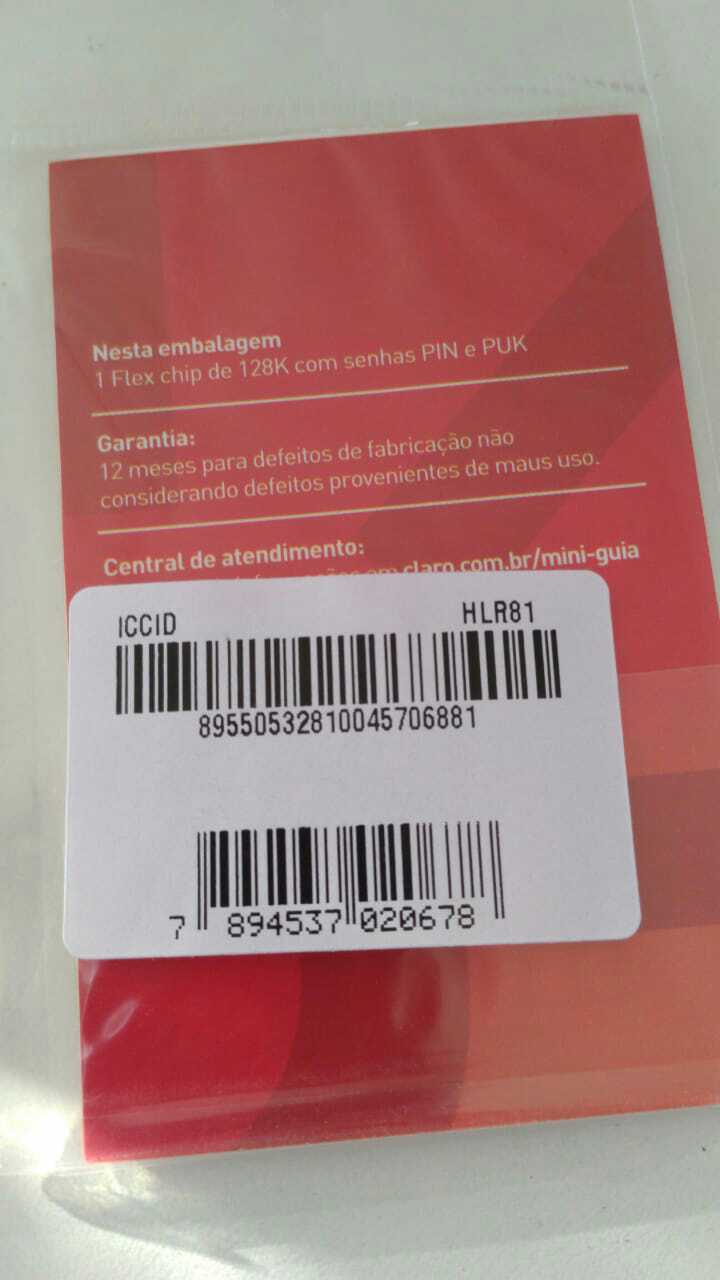 Nesta embalagem
1 Flex chip de 128K com senhas PIN e PUK
Garantia:
12 meses para defeitos de fabricação não
considerando defeitos provenientes de maus uso.
Central de atendimento:
em claro.com.br/mini-guia
ICCID HLR81
89550532810045706881
7 894537 020678